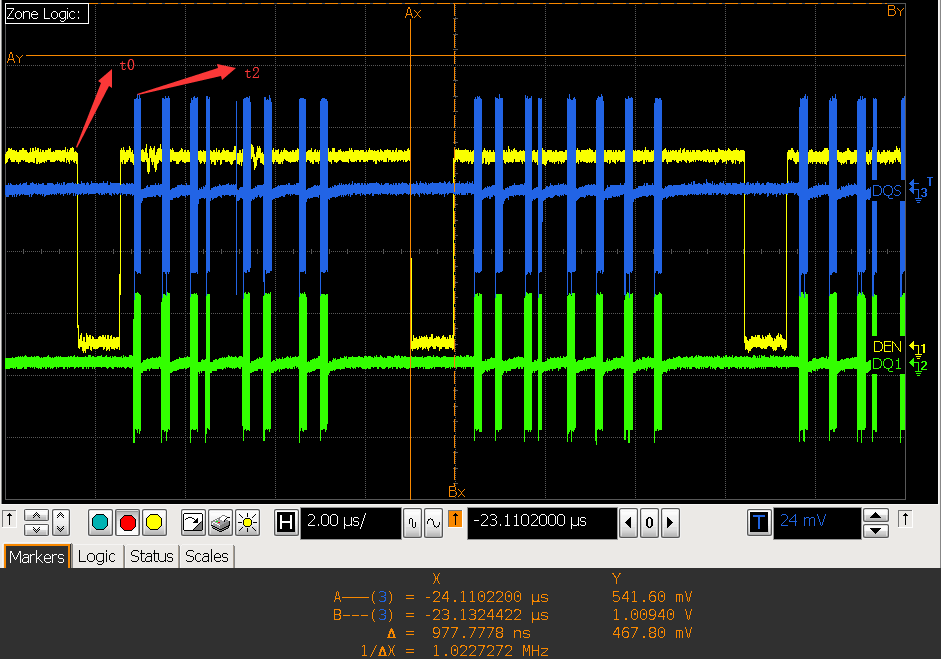 Zone Logic:
Ax
By
Ay
t0
t2
DQS
T
3
DEN
1
DQ1
2
Bx
H
2.00 µs/
-23.1102000 µs
0
T
24 mV
Markers
Logic
Status
Scales
X Y
A———(3) = -24.1102200 µs 541.60 mV
B---(3) = -23.1324422 µs 1.00940 V
Δ = 977.7778 ns 467.80 mV
1/ΔX = 1.0227272 MHz